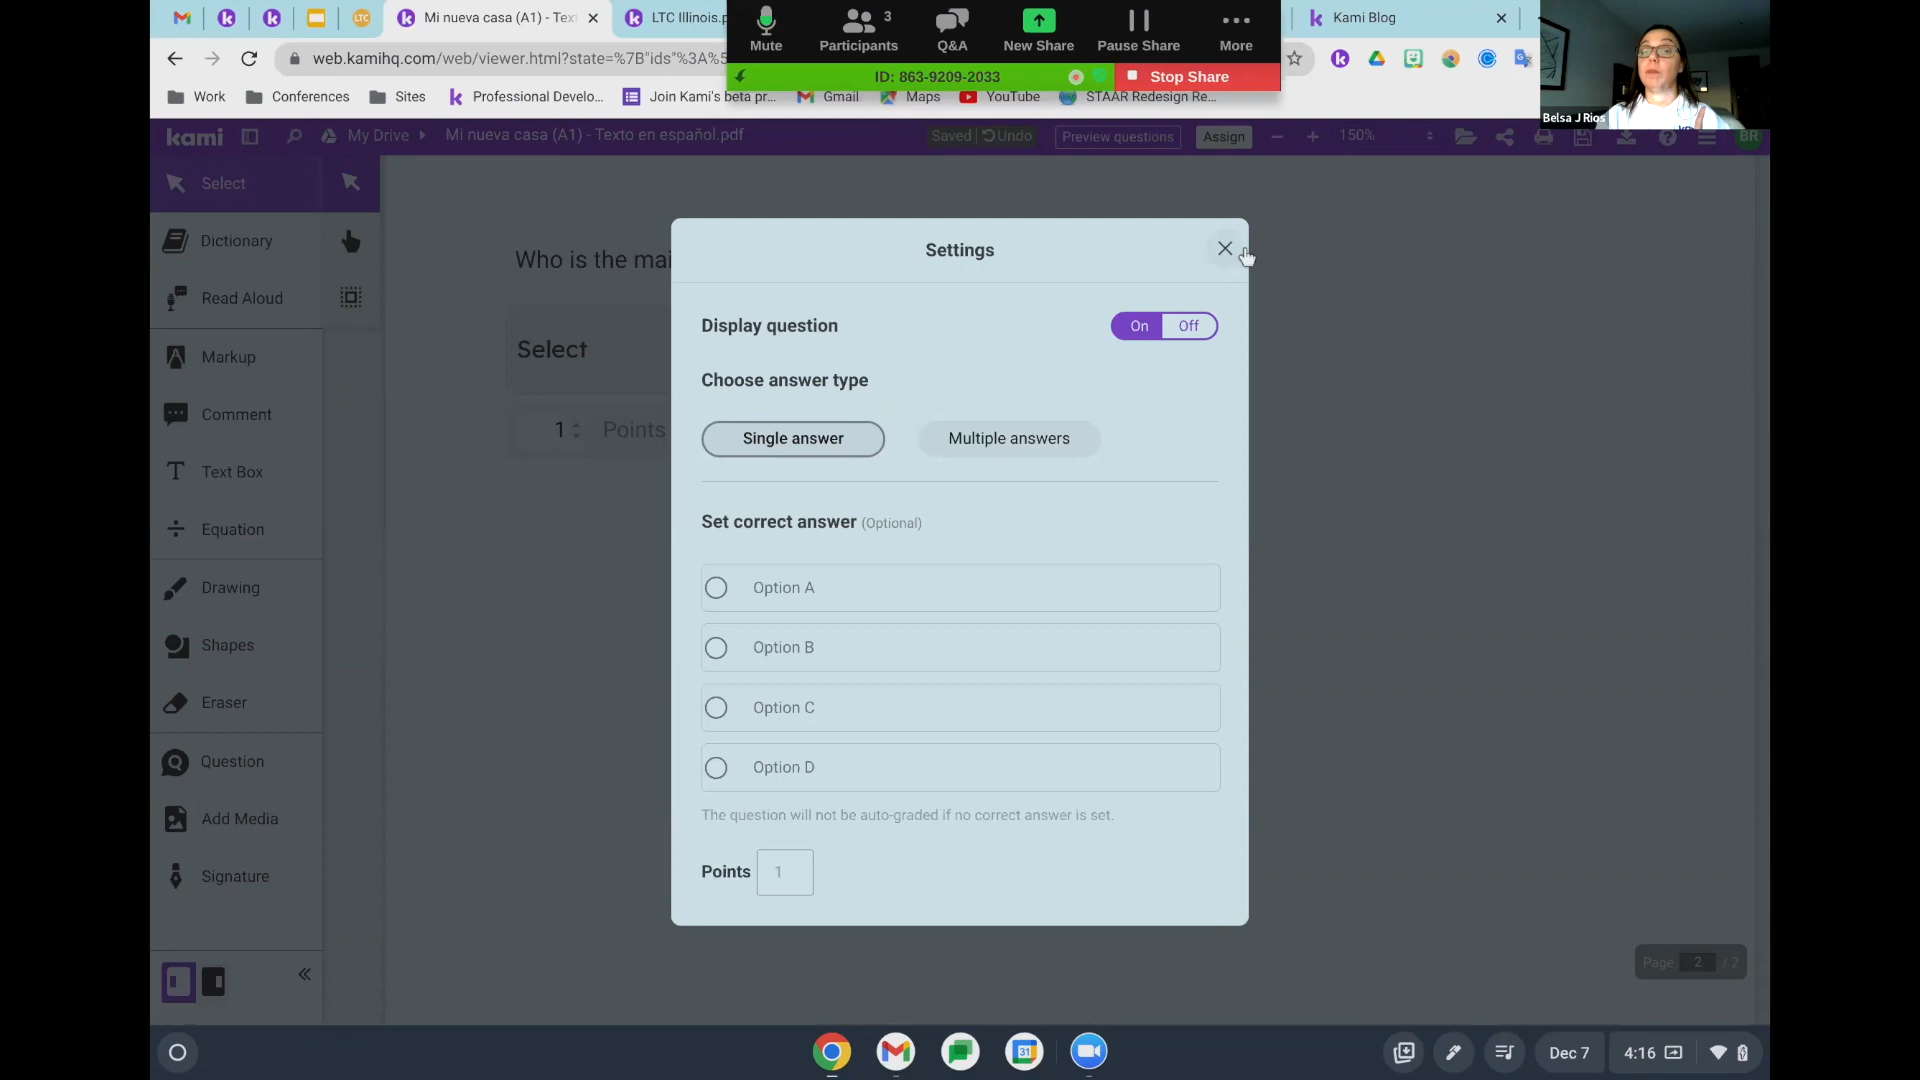 Mi nueva casa (A1) - Tex
LTC Illinois.p
Kami Blog
Mute
Participants
3
Q&A
New Share
Pause Share
More
web.kamihq.com/web/viewer.html?state=%7B"ids"%3A%5
ID: 863-9209-2033
Stop Share
Work
Conferences
Sites
Professional Develo...
Join Kami's beta pr...
Gmail
Maps
YouTube
STAAR Redesign Re...
Belsa J Rios
kami
My Drive
Mi nueva casa (A1) - Texto en español.pdf
Saved
Undo
Preview questions
Assign
150%
BR
Select
Dictionary
Read Aloud
Markup
Comment
Text Box
Equation
Drawing
Shapes
Eraser
Question
Add Media
Signature
Who is the mai
Select
1
Points
Settings
Display question
On
Off
Choose answer type
Single answer
Multiple answers
Set correct answer (Optional)
Option A
Option B
Option C
Option D
The question will not be auto-graded if no correct answer is set.
Points
1
Page 2 / 2
31
Dec 7
4:16